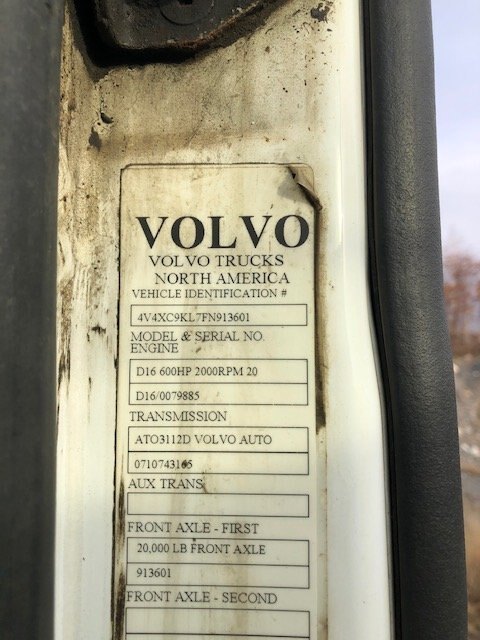 VOLVO
VOLVO TRUCKS
NORTH AMERICA
VEHICLE IDENTIFICATION #
4V4XC9KL7FN913601
MODEL & SERIAL NO.
ENGINE
D16 600HP 2000RPM 20
D16/0079885
TRANSMISSION
ATO3112D VOLVO AUTO
0710743165
AUX TRANS
FRONT AXLE - FIRST
20,000 LB FRONT AXLE
913601
FRONT AXLE - SECOND